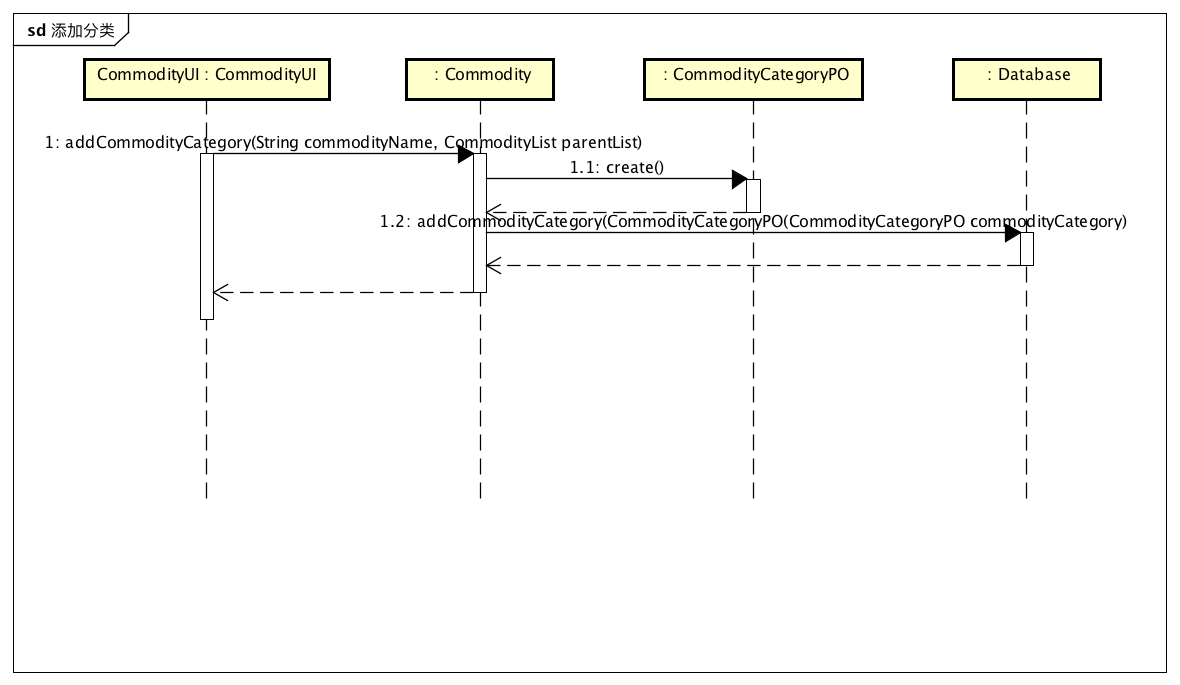 sd 添加分类
CommodityUI : CommodityUI
: Commodity
: CommodityCategoryPO
: Database
1: addCommodityCategory(String commodityName, CommodityList parentList)
1.1: create()
1.2: addCommodityCategory(CommodityCategoryPO(CommodityCategoryPO commodityCategory)